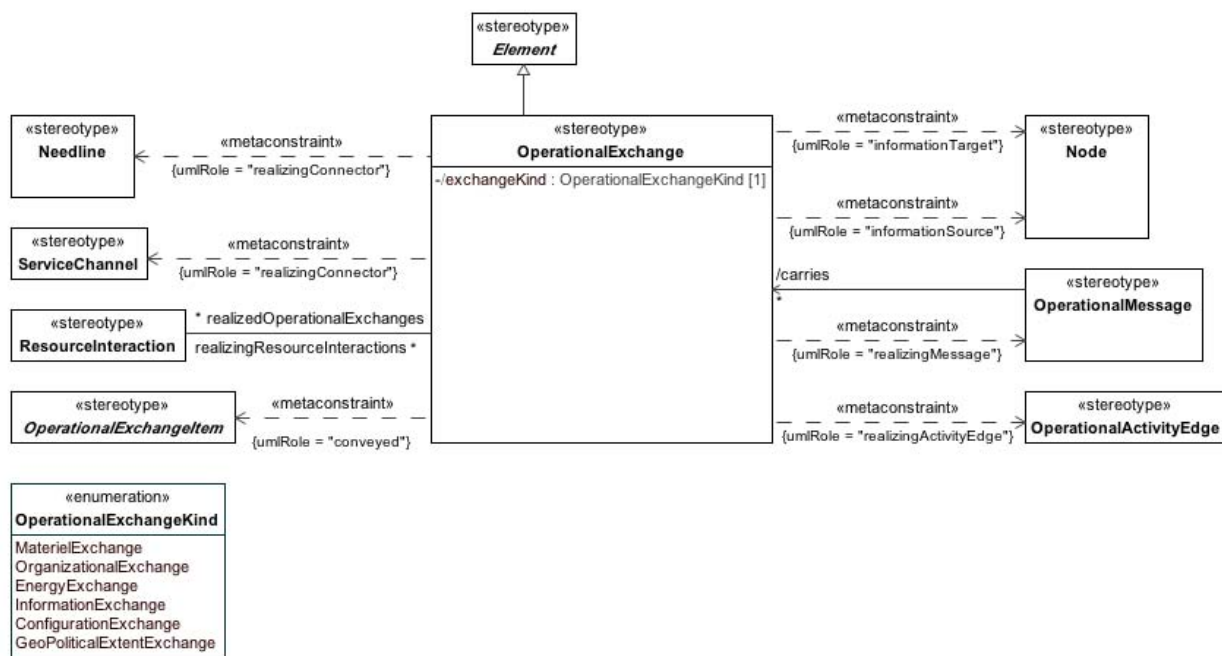 «stereotype»
Element
«stereotype»
Needline
«metaconstraint»
{umlRole = "realizingConnector"}
«stereotype»
OperationalExchange
-/exchangeKind : OperationalExchangeKind [1]
«metaconstraint»
{umlRole = "informationTarget"}
«stereotype»
Node
«metaconstraint»
{umlRole = "informationSource"}
«stereotype»
ServiceChannel
«metaconstraint»
{umlRole = "realizingConnector"}
/carries
*
«stereotype»
OperationalMessage
«stereotype»
ResourceInteraction
* realizedOperationalExchanges
realizingResourceInteractions *
«metaconstraint»
{umlRole = "realizingMessage"}
«stereotype»
OperationalExchangeItem
«metaconstraint»
{umlRole = "conveyed"}
«metaconstraint»
{umlRole = "realizingActivityEdge"}
«stereotype»
OperationalActivityEdge
«enumeration»
OperationalExchangeKind
MaterielExchange
OrganizationalExchange
EnergyExchange
InformationExchange
ConfigurationExchange
GeoPoliticalExtentExchange